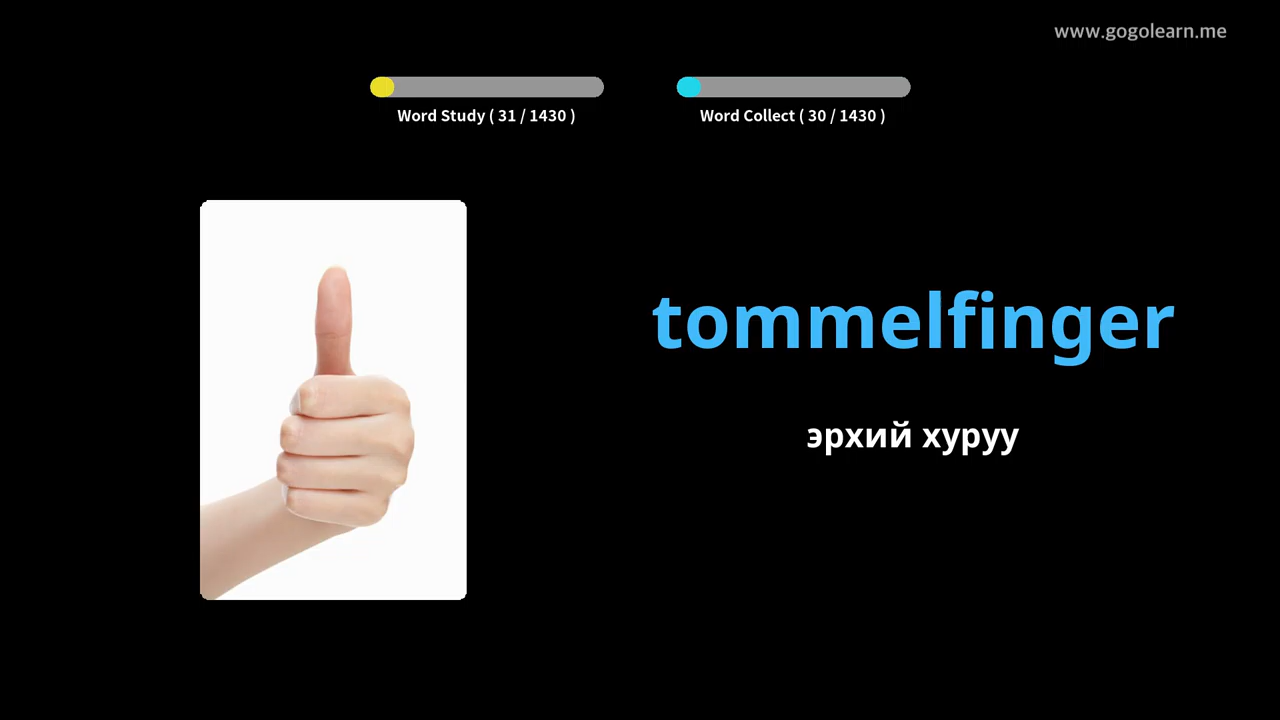 www.gogolearn.me
Word Study ( 31 / 1430 )
Word Collect ( 30 / 1430 )
tommelfinger
эрхий хуруу